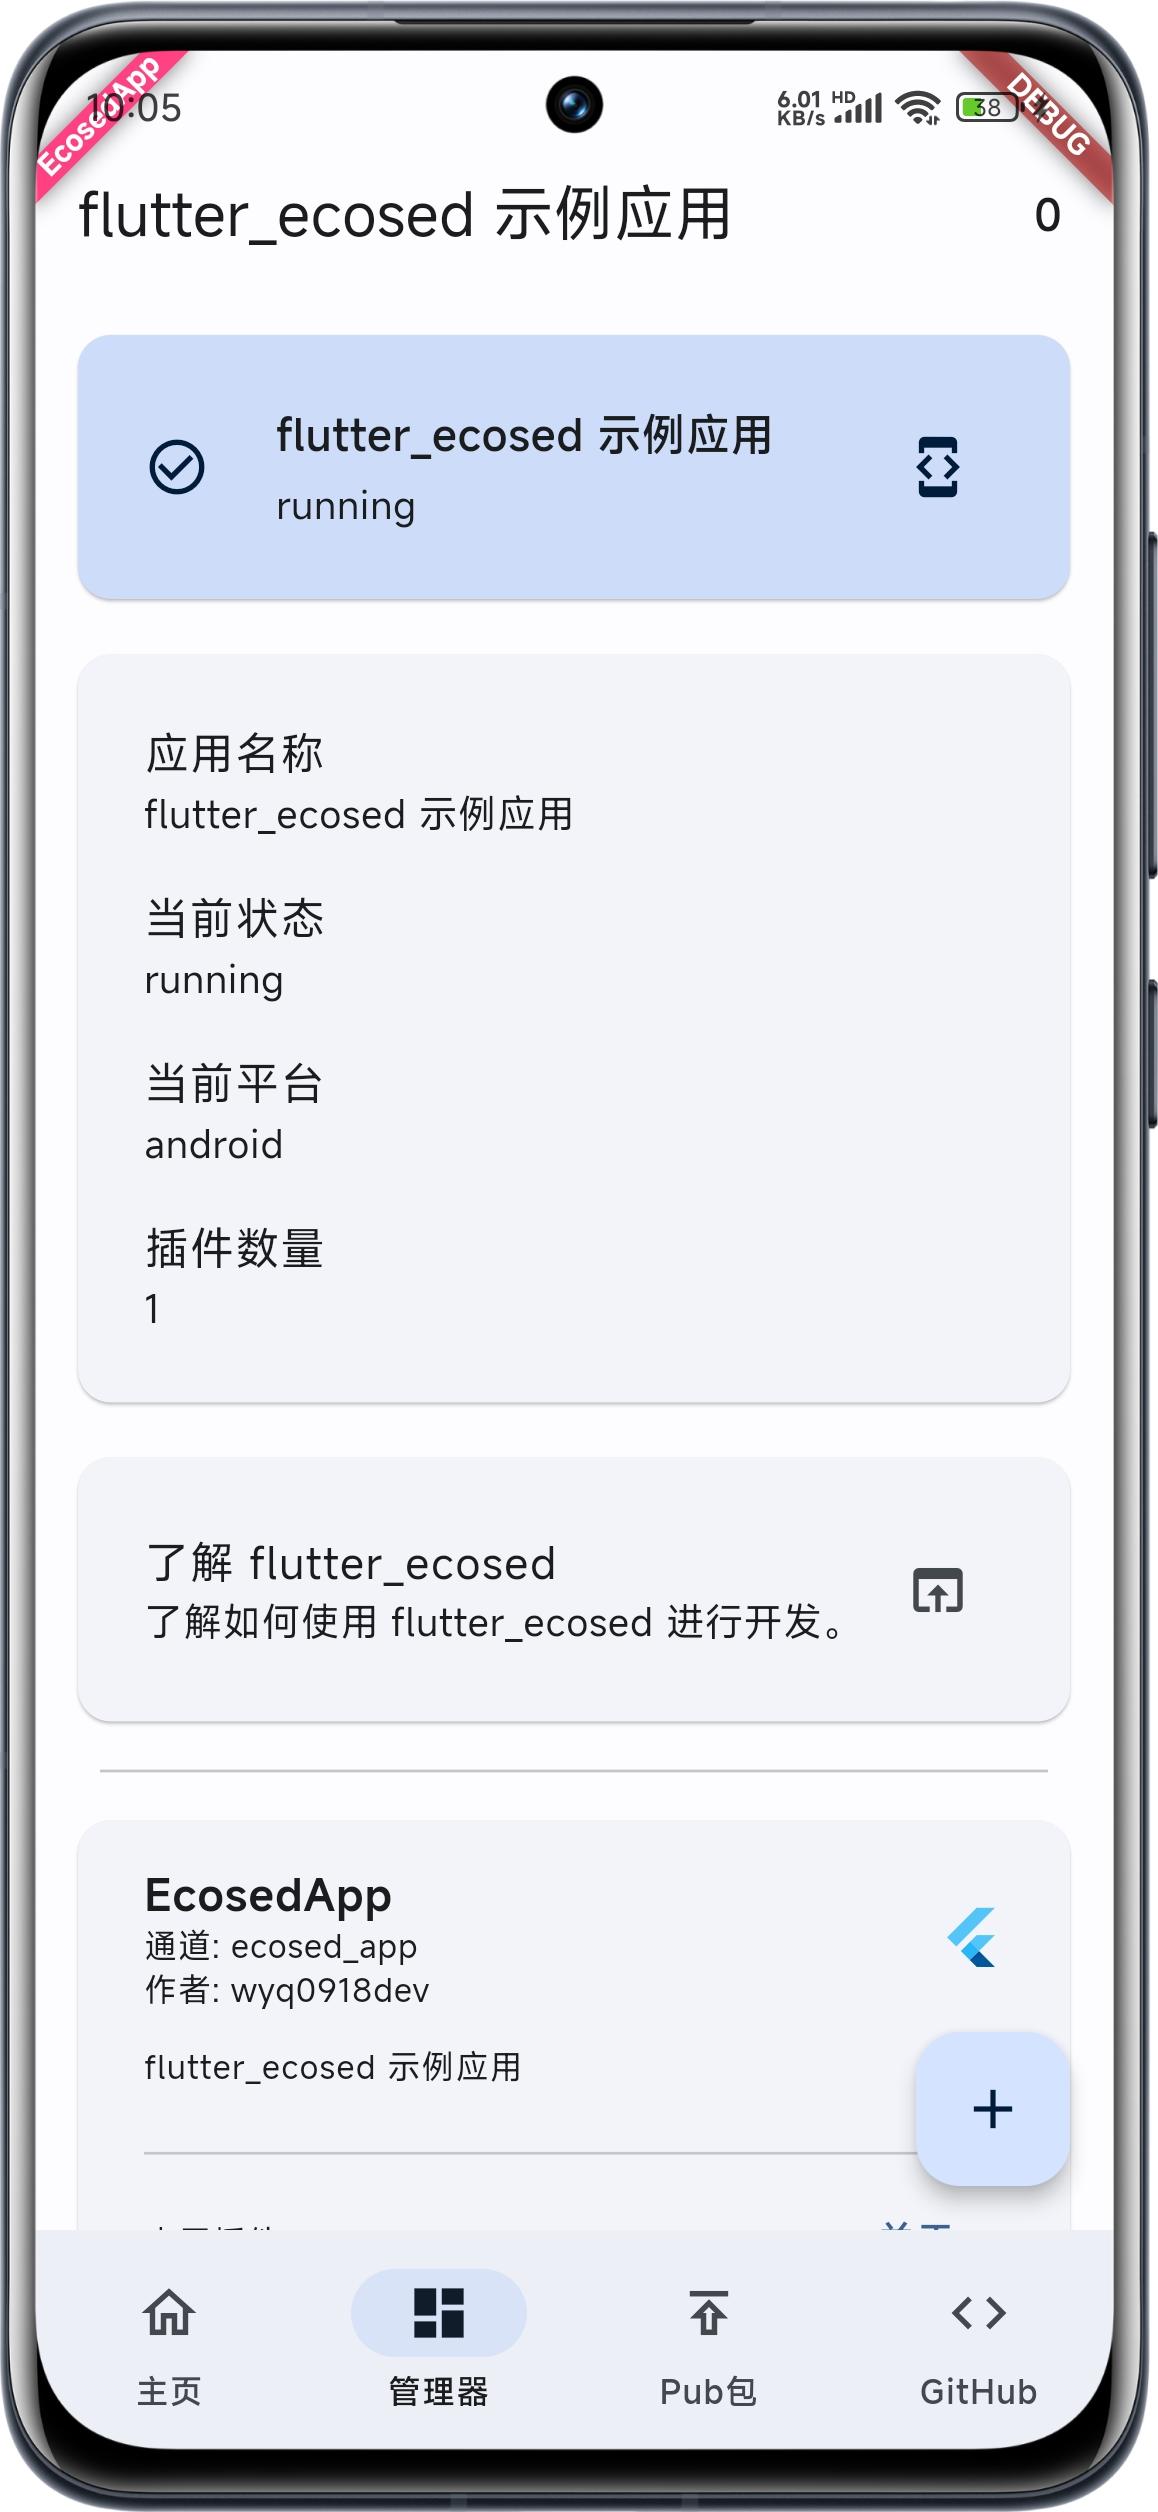 EcosedApp
10:05
6.01
KB/s
HD
38
DEBUG
flutter_ecosed 示例应用
0
flutter_ecosed 示例应用
running
应用名称
flutter_ecosed 示例应用
当前状态
running
当前平台
android
插件数量
1
了解 flutter_ecosed
了解如何使用 flutter_ecosed 进行开发。
EcosedApp
通道: ecosed_app
作者: wyq0918dev
flutter_ecosed 示例应用
主页
管理器
Pub包
GitHub